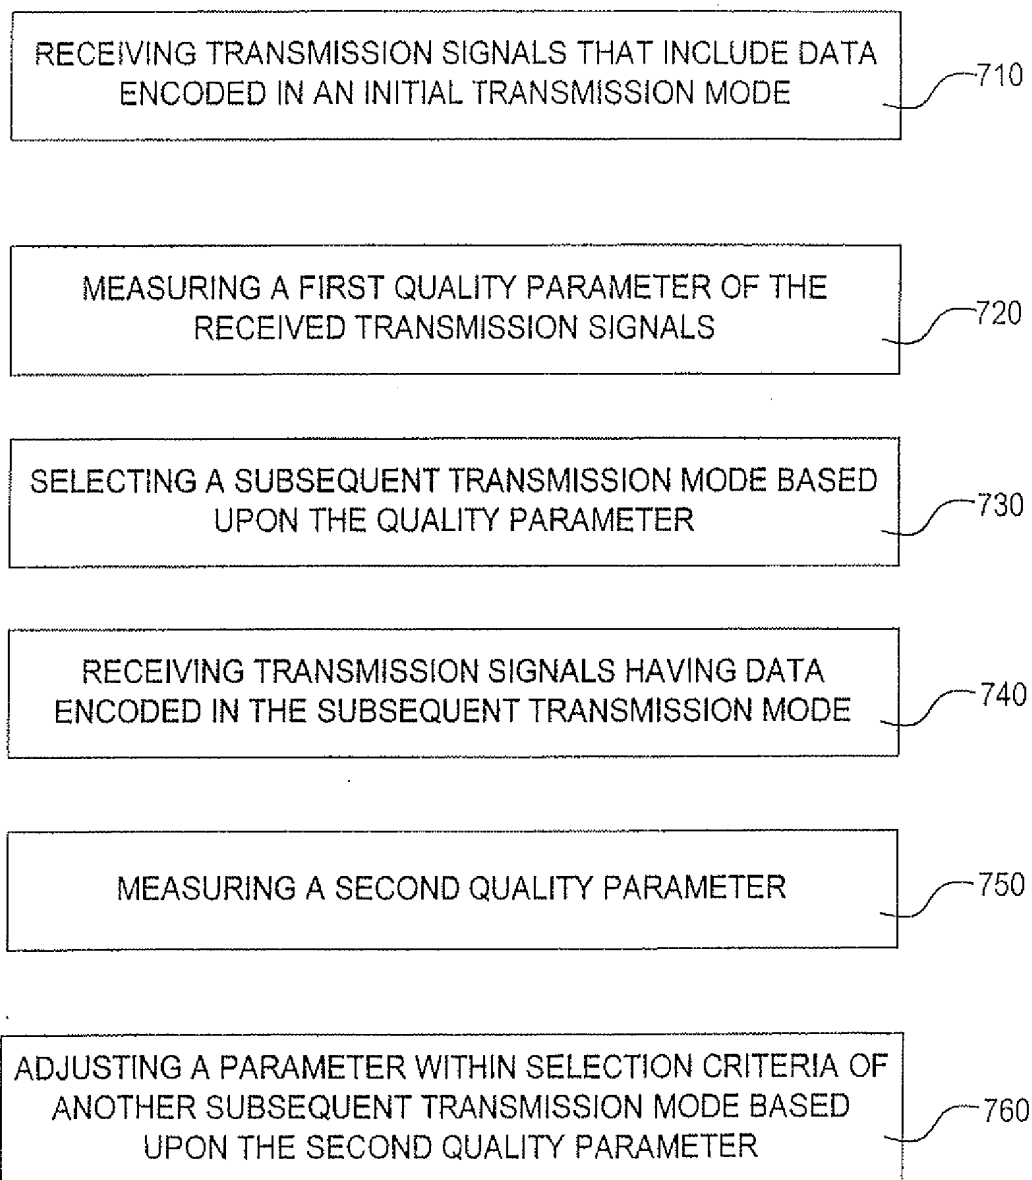 RECEIVING TRANSMISSION SIGNALS THAT INCLUDE DATA
ENCODED IN AN INITIAL TRANSMISSION MODE
710
MEASURING A FIRST QUALITY PARAMETER OF THE
RECEIVED TRANSMISSION SIGNALS
720
SELECTING A SUBSEQUENT TRANSMISSION MODE BASED
UPON THE QUALITY PARAMETER
730
RECEIVING TRANSMISSION SIGNALS HAVING DATA
ENCODED IN THE SUBSEQUENT TRANSMISSION MODE
740
MEASURING A SECOND QUALITY PARAMETER
750
ADJUSTING A PARAMETER WITHIN SELECTION CRITERIA OF
ANOTHER SUBSEQUENT TRANSMISSION MODE BASED
UPON THE SECOND QUALITY PARAMETER
760